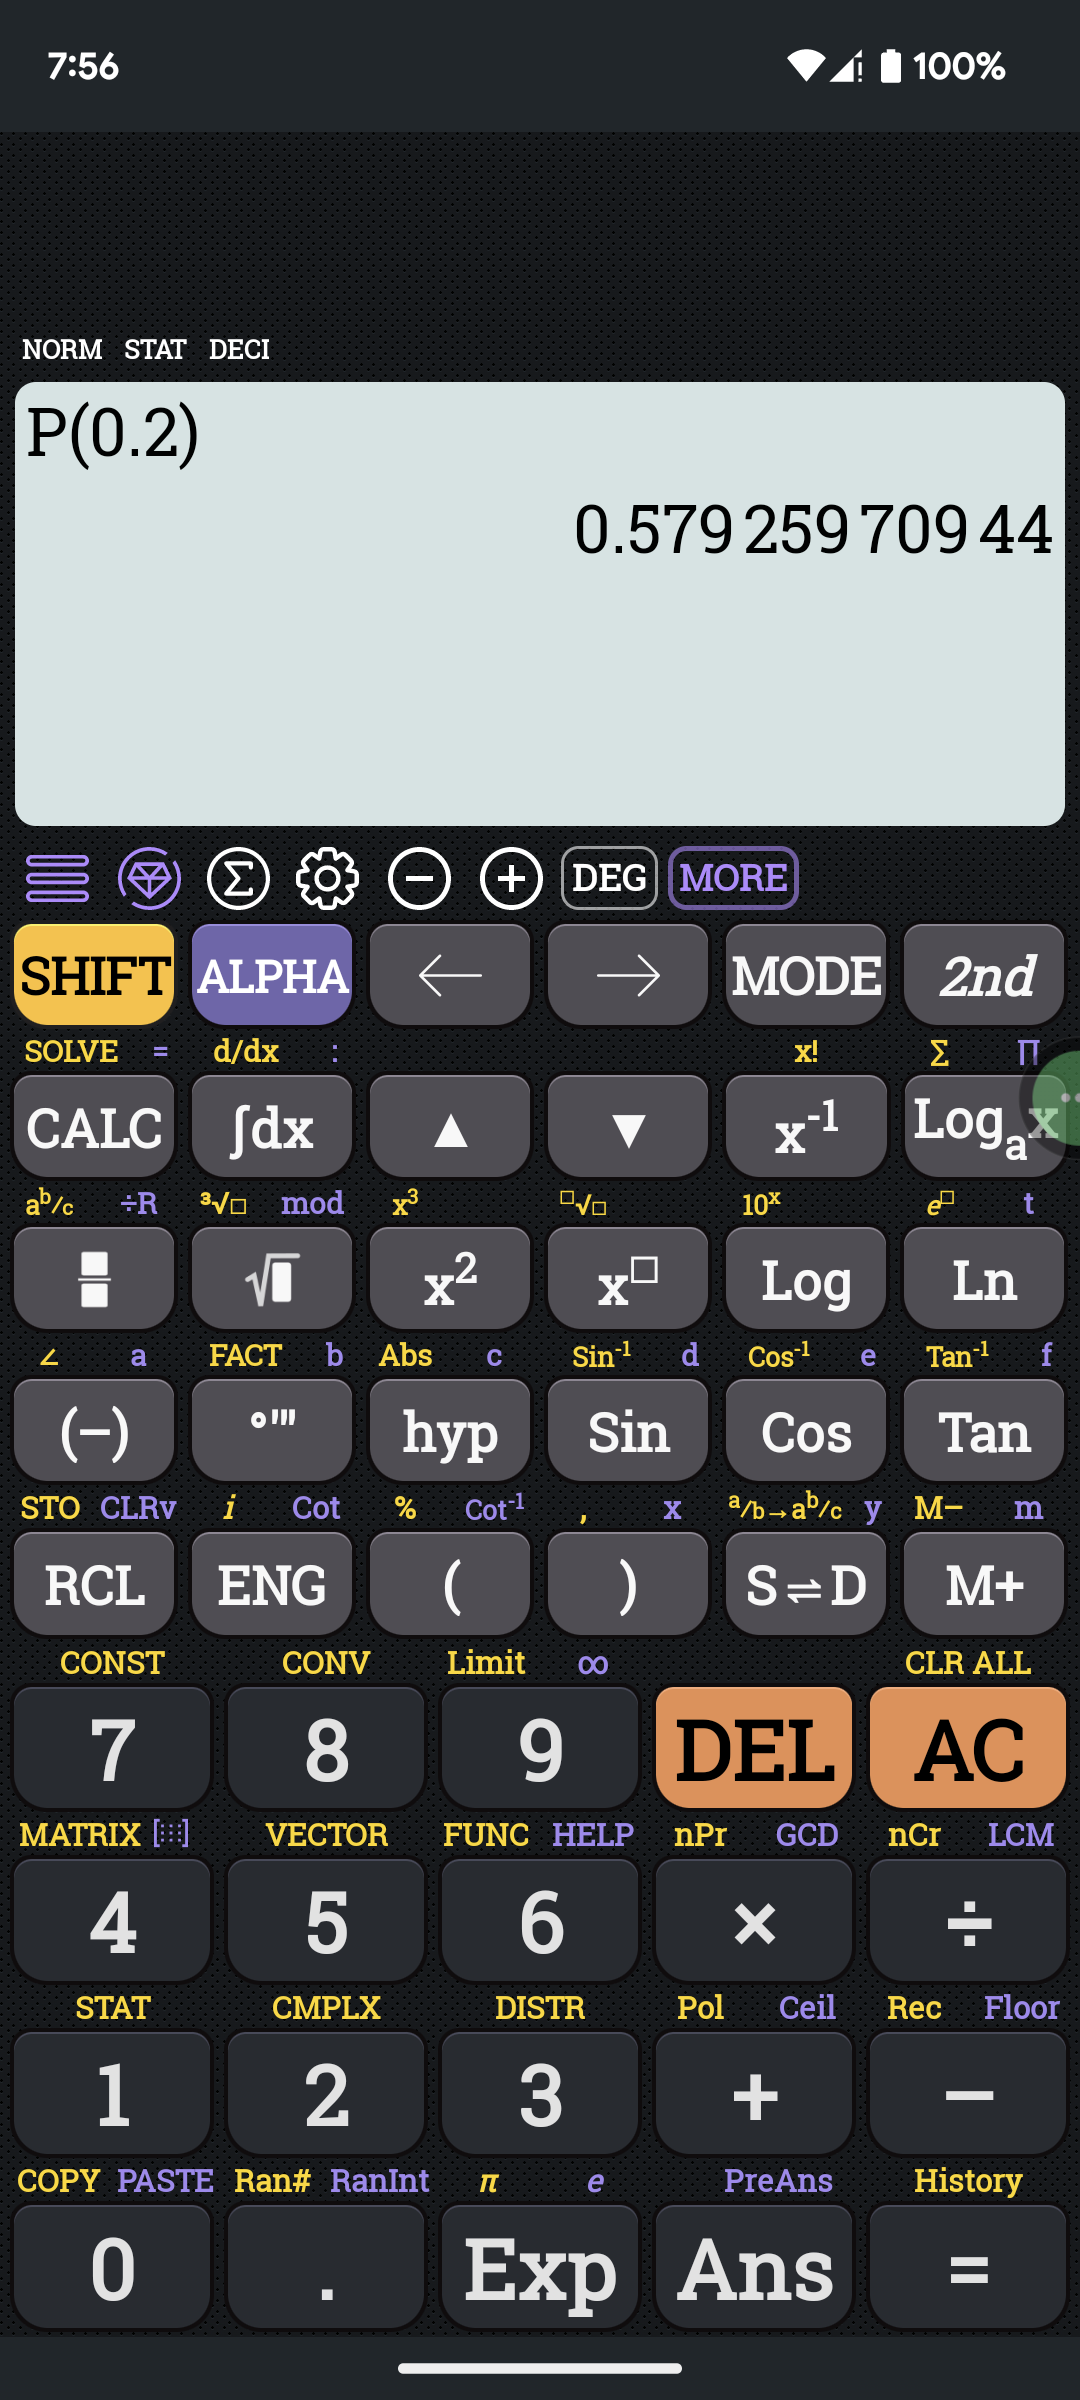 7:56 100%
NORM STAT DECI
P(0.2)
0.579 259 709 44
DEG MORE
SHIFT ALPHA ← → MODE 2nd
SOLVE = d/dx : x! ∑ ∏
CALC ∫dx ▲ ▼ x⁻¹ Logₐx
aᵇ/c ÷R ³√□ mod x³ □√□ 10ˣ e□ t
√ x² x□ Log Ln
∠ a FACT b Abs c Sin⁻¹ d Cos⁻¹ e Tan⁻¹ f
(−) °''' hyp Sin Cos Tan
STO CLRv i Cot % Cot⁻¹ , x a/b→aᵇ/c y M− m
RCL ENG ( ) S⇌D M+
CONST CONV Limit ∞ CLR ALL
7 8 9 DEL AC
MATRIX [∷] VECTOR FUNC HELP nPr GCD nCr LCM
4 5 6 × ÷
STAT CMPLX DISTR Pol Ceil Rec Floor
1 2 3 + −
COPY PASTE Ran# RanInt π e PreAns History
0 . Exp Ans =